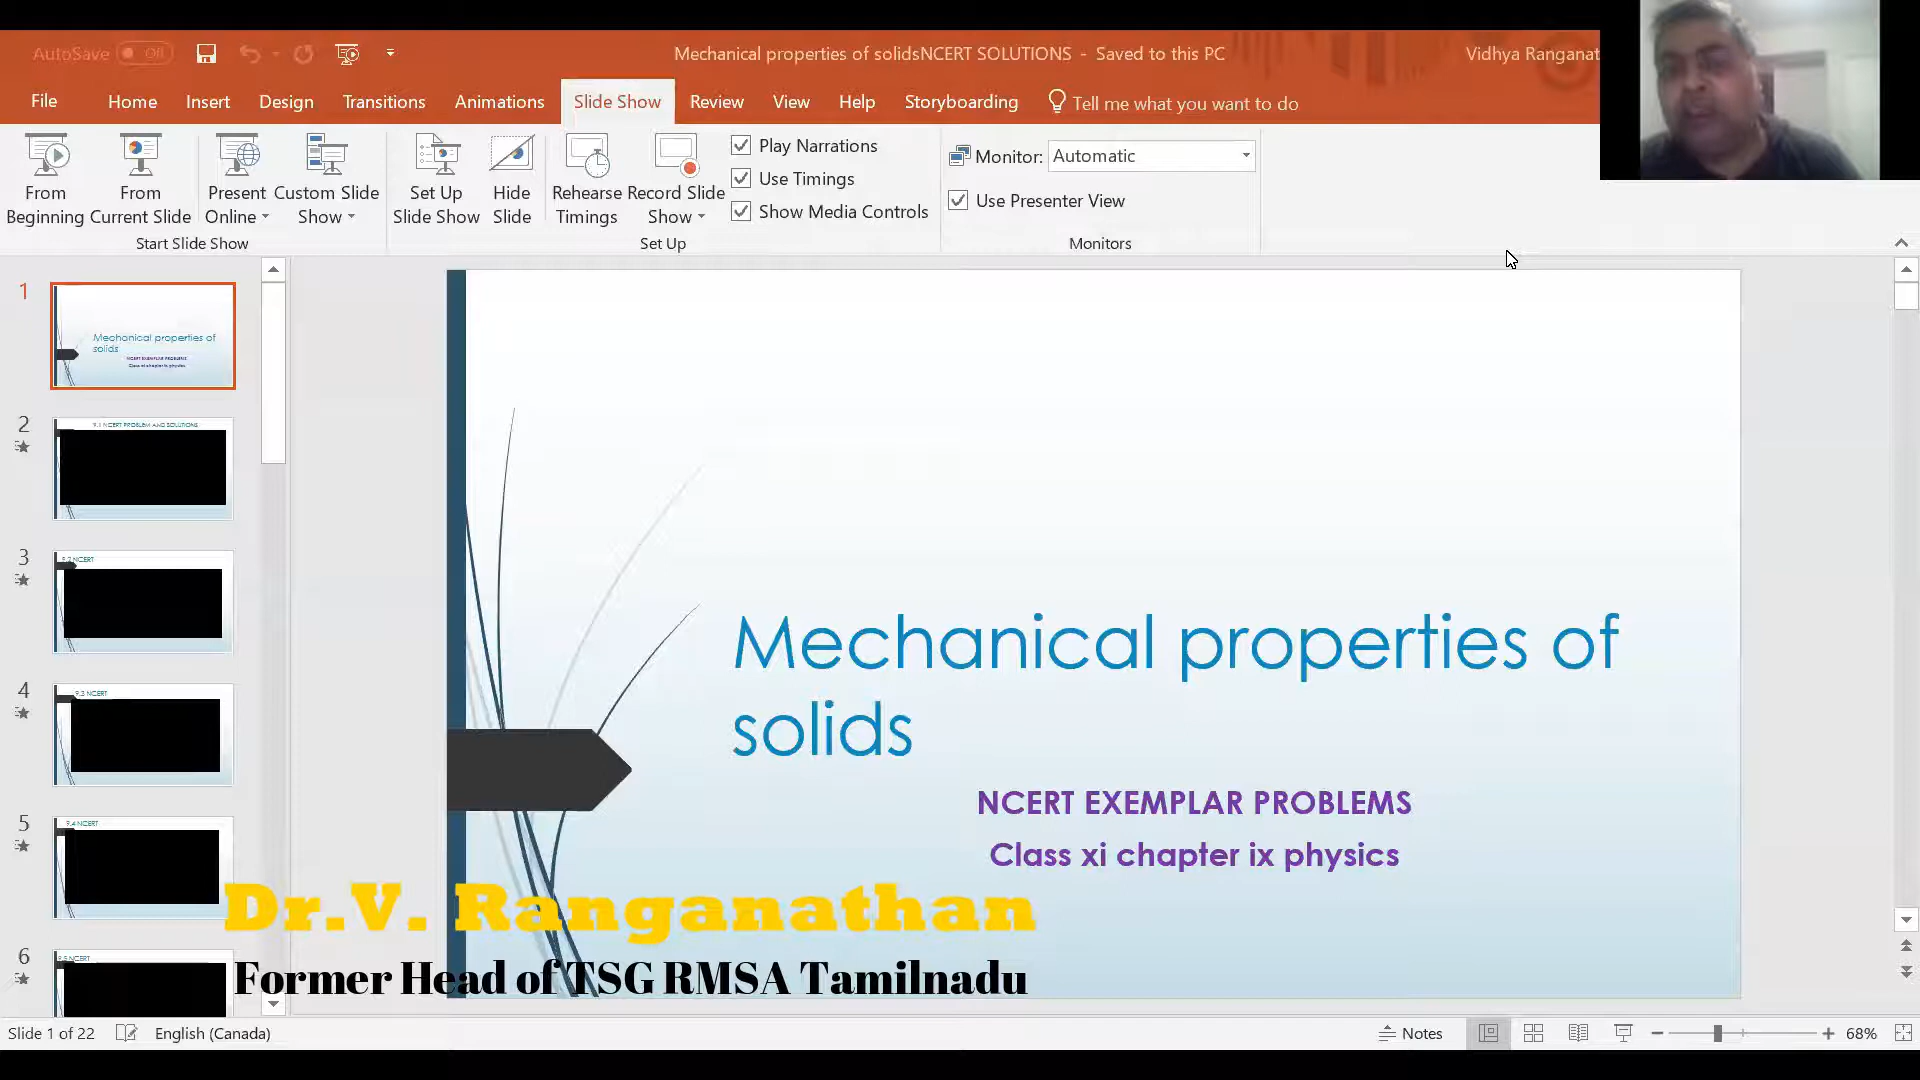 AutoSave Off
Mechanical properties of solidsNCERT SOLUTIONS - Saved to this PC
Vidhya Ranganat
File Home Insert Design Transitions Animations Slide Show Review View Help Storyboarding Tell me what you want to do
From Beginning
From Current Slide
Present Online
Custom Slide Show
Set Up Slide Show
Hide Slide
Rehearse Timings
Record Slide Show
Play Narrations
Use Timings
Show Media Controls
Monitor: Automatic
Use Presenter View
Start Slide Show
Set Up
Monitors
1
Mechanical properties of
solids
NCERT EXEMPLAR PROBLEMS
Class xi chapter ix physics
2
9.1 NCERT PROBLEM AND SOLUTIONS
3
9.2 NCERT
4
9.3 NCERT
5
9.4 NCERT
6
9.5 NCERT
Mechanical properties of
solids
NCERT EXEMPLAR PROBLEMS
Class xi chapter ix physics
Dr.V. Ranganathan
Former Head of TSG RMSA Tamilnadu
Slide 1 of 22
English (Canada)
Notes
68%